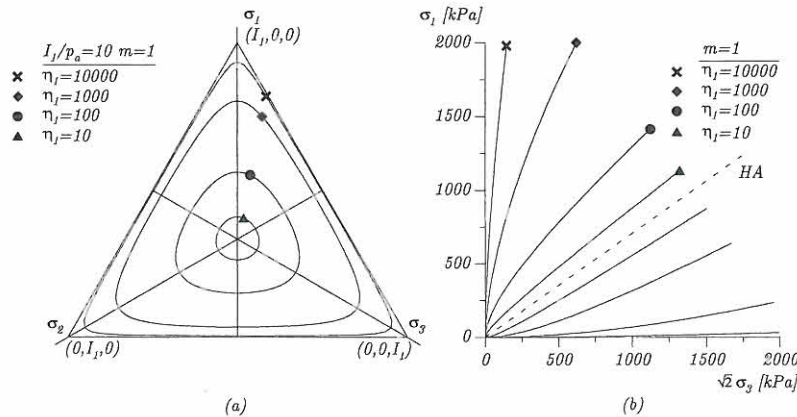 σ₁
(I₁,0,0)
I₁/pₐ=10 m=1
η₁=10000
η₁=1000
η₁=100
η₁=10
σ₂
(0,I₁,0)
σ₃
(0,0,I₁)
(a)
σ₁ [kPa]
2000
1500
1000
500
0
0 500 1000 1500 2000
√2 σ₃ [kPa]
m=1
η₁=10000
η₁=1000
η₁=100
η₁=10
HA
(b)